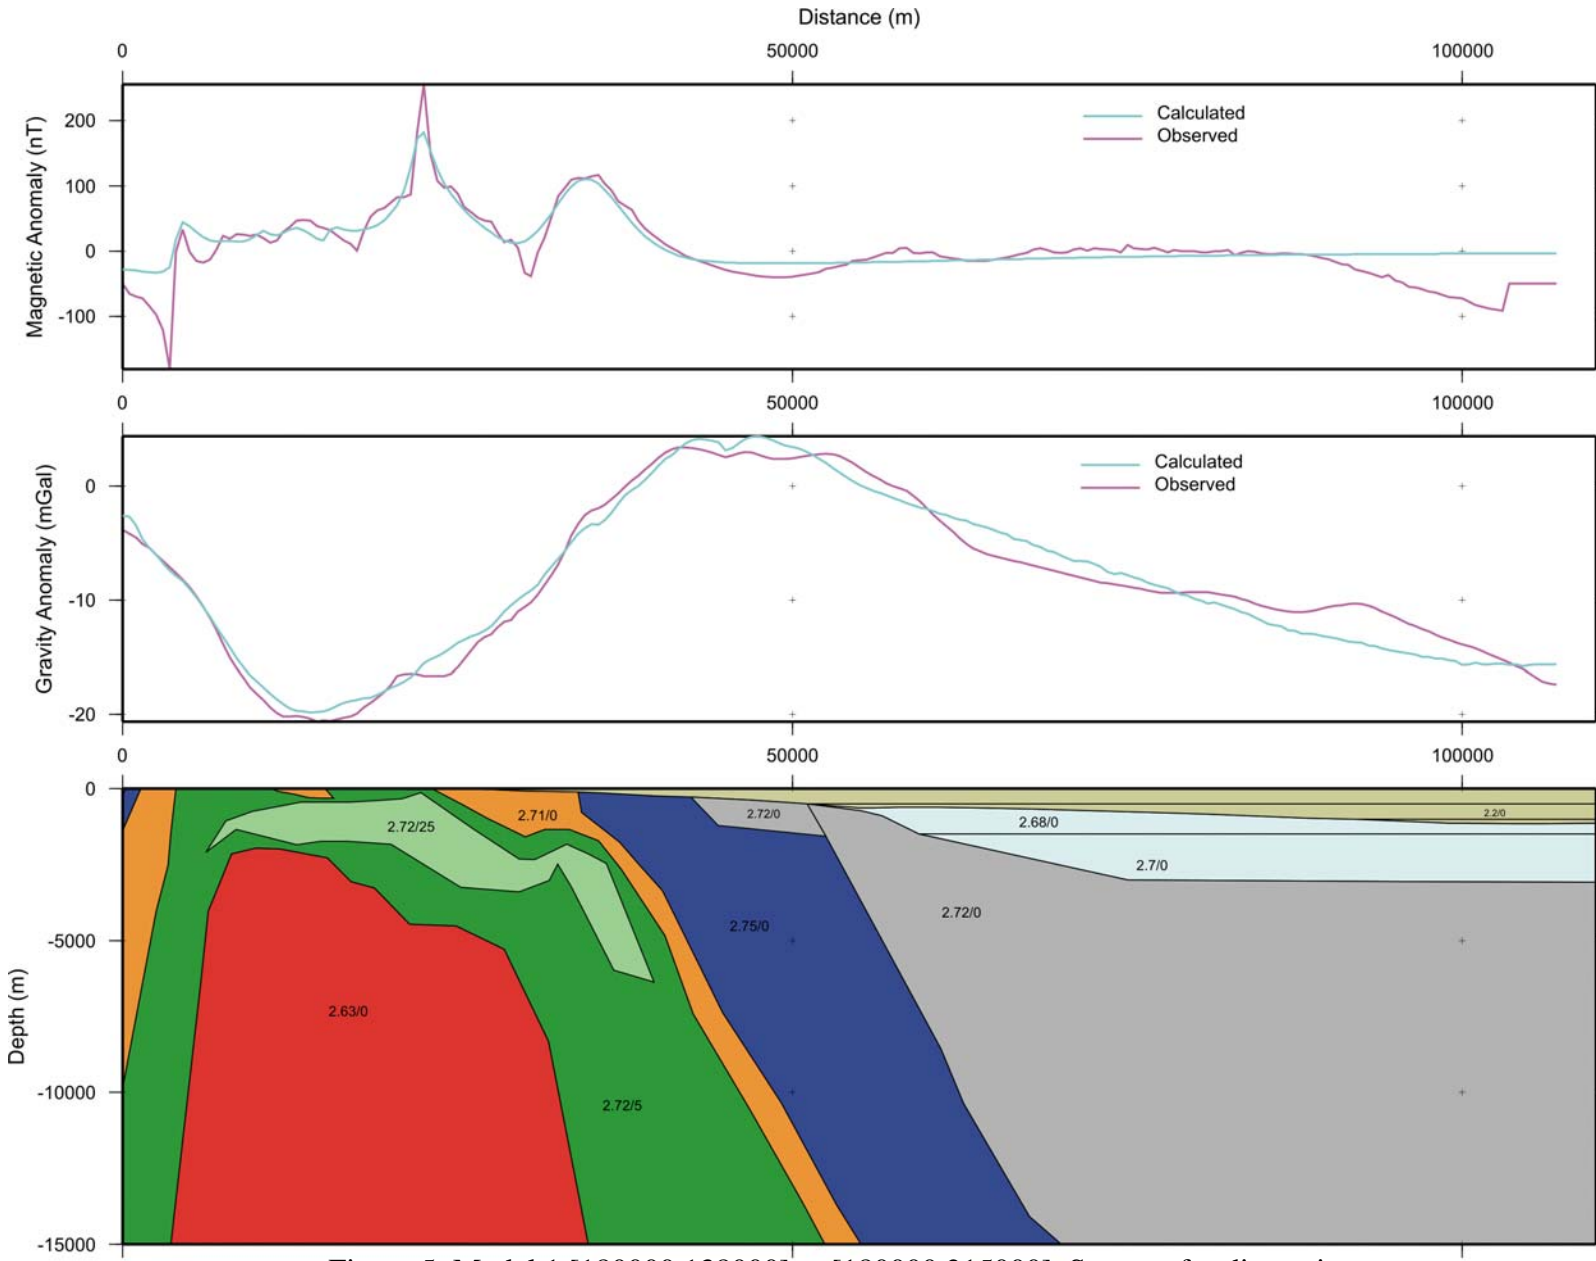 Distance (m)
0 50000 100000
Magnetic Anomaly (nT)
200
100
0
-100
Calculated
Observed
0 50000 100000
Gravity Anomaly (mGal)
0
-10
-20
Calculated
Observed
0 50000 100000
Depth (m)
0
-5000
-10000
-15000
2.71/0
2.72/0
2.2/0
2.72/25
2.68/0
2.7/0
2.72/0
2.75/0
2.63/0
2.72/5